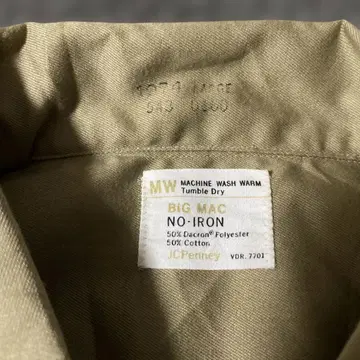 MW MACHINE WASH WARM
Tumble Dry
BIG MAC
NO-IRON
50% Dacron® Polyester
50% Cotton
JCPenney VDR. 7701